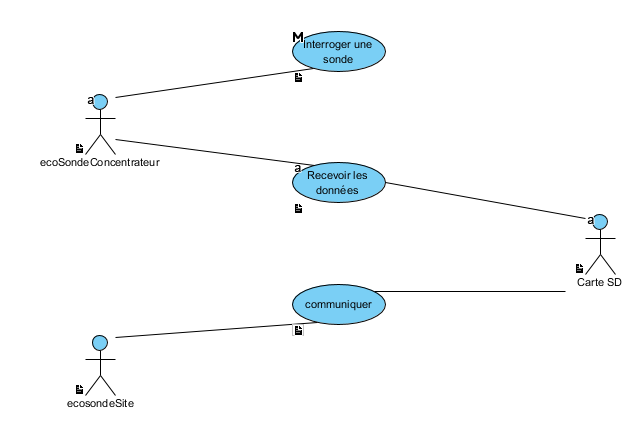 M
Interroger une
sonde
a
ecoSondeConcentrateur
a
Recevoir les
données
a
Carte SD
communiquer
ecosondeSite